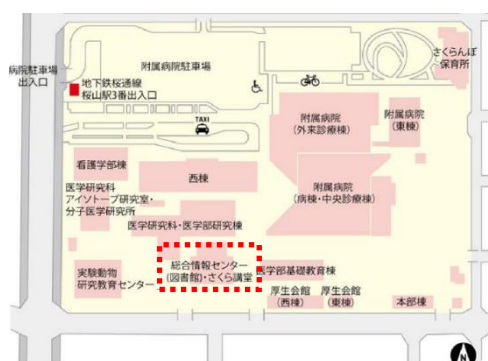 附属病院駐車場
さくらんぼ
保育所
病院駐車場
出入口
地下鉄桜通線
桜山駅3番出入口
TAXI
附属病院
(外来診療棟)
附属病院
(東棟)
看護学部棟
西棟
医学研究科
アイソトープ研究室・
分子医学研究所
附属病院
(病棟・中央診療棟)
医学研究科・医学部研究棟
総合情報センター
(図書館)・さくら講堂
医学部基礎教育棟
実験動物
研究教育センター
厚生会館
(西棟)
厚生会館
(東棟)
本部棟
N